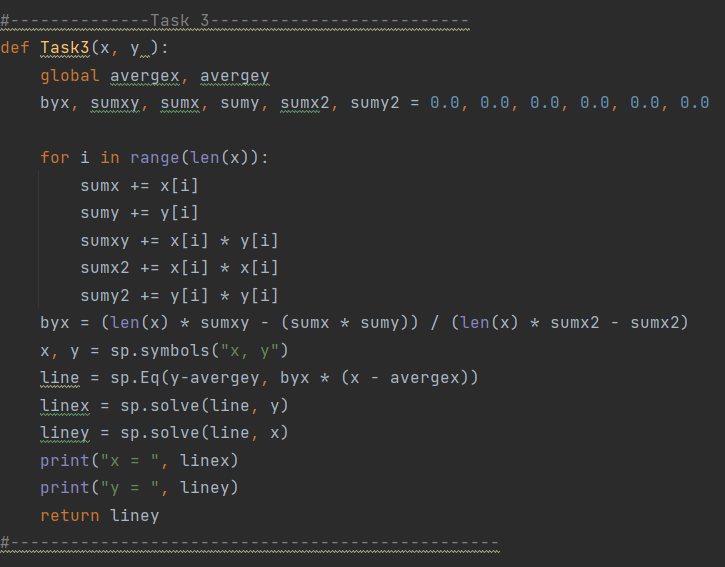 #--------------Task 3--------------------------
def Task3(x, y ):
    global avergex, avergey
    byx, sumxy, sumx, sumy, sumx2, sumy2 = 0.0, 0.0, 0.0, 0.0, 0.0, 0.0
    for i in range(len(x)):
        sumx += x[i]
        sumy += y[i]
        sumxy += x[i] * y[i]
        sumx2 += x[i] * x[i]
        sumy2 += y[i] * y[i]
    byx = (len(x) * sumxy - (sumx * sumy)) / (len(x) * sumx2 - sumx2)
    x, y = sp.symbols("x, y")
    line = sp.Eq(y-avergey, byx * (x - avergex))
    linex = sp.solve(line, y)
    liney = sp.solve(line, x)
    print("x = ", linex)
    print("y = ", liney)
    return liney
#-------------------------------------------------